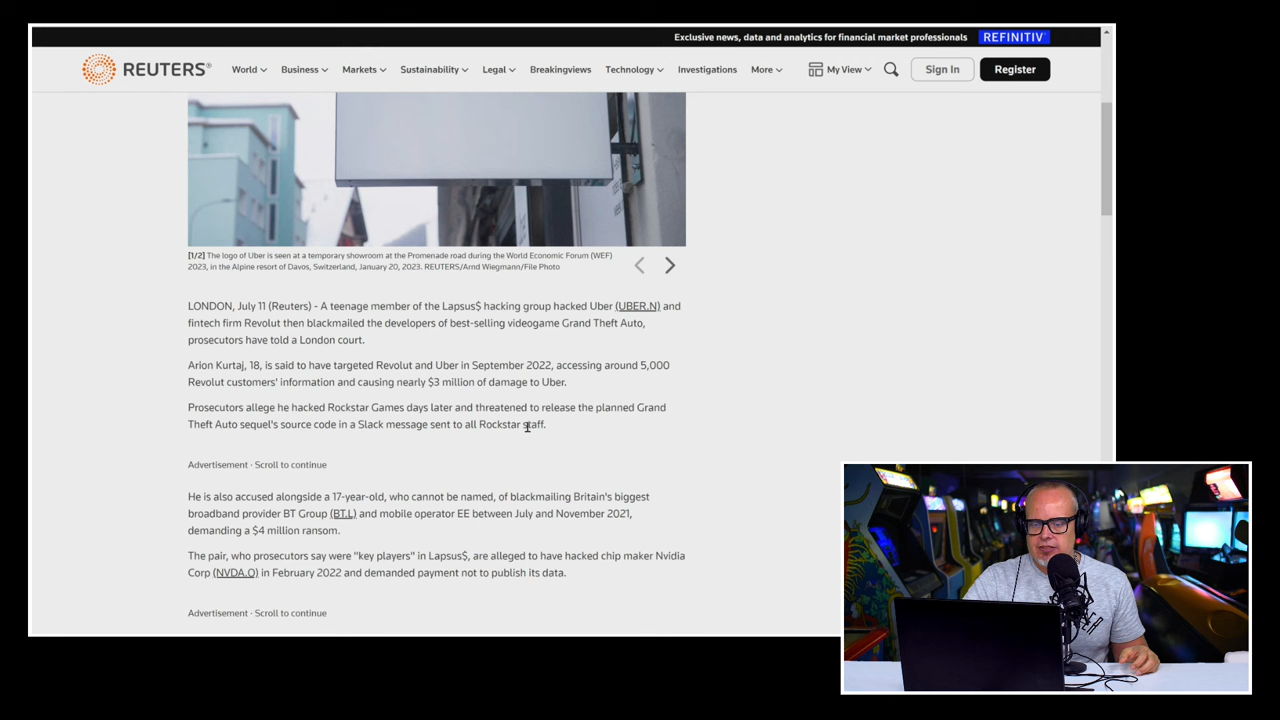 Exclusive news, data and analytics for financial market professionals REFINITIV
REUTERS® World Business Markets Sustainability Legal Breakingviews Technology Investigations More My View Sign In Register
[1/2] The logo of Uber is seen at a temporary showroom at the Promenade road during the World Economic Forum (WEF)
2023, in the Alpine resort of Davos, Switzerland, January 20, 2023. REUTERS/Arnd Wiegmann/File Photo
LONDON, July 11 (Reuters) - A teenage member of the Lapsus$ hacking group hacked Uber (UBER.N) and
fintech firm Revolut then blackmailed the developers of best-selling videogame Grand Theft Auto,
prosecutors have told a London court.
Arion Kurtaj, 18, is said to have targeted Revolut and Uber in September 2022, accessing around 5,000
Revolut customers' information and causing nearly $3 million of damage to Uber.
Prosecutors allege he hacked Rockstar Games days later and threatened to release the planned Grand
Theft Auto sequel's source code in a Slack message sent to all Rockstar staff.
Advertisement · Scroll to continue
He is also accused alongside a 17-year-old, who cannot be named, of blackmailing Britain's biggest
broadband provider BT Group (BT.L) and mobile operator EE between July and November 2021,
demanding a $4 million ransom.
The pair, who prosecutors say were "key players" in Lapsus$, are alleged to have hacked chip maker Nvidia
Corp (NVDA.O) in February 2022 and demanded payment not to publish its data.
Advertisement · Scroll to continue